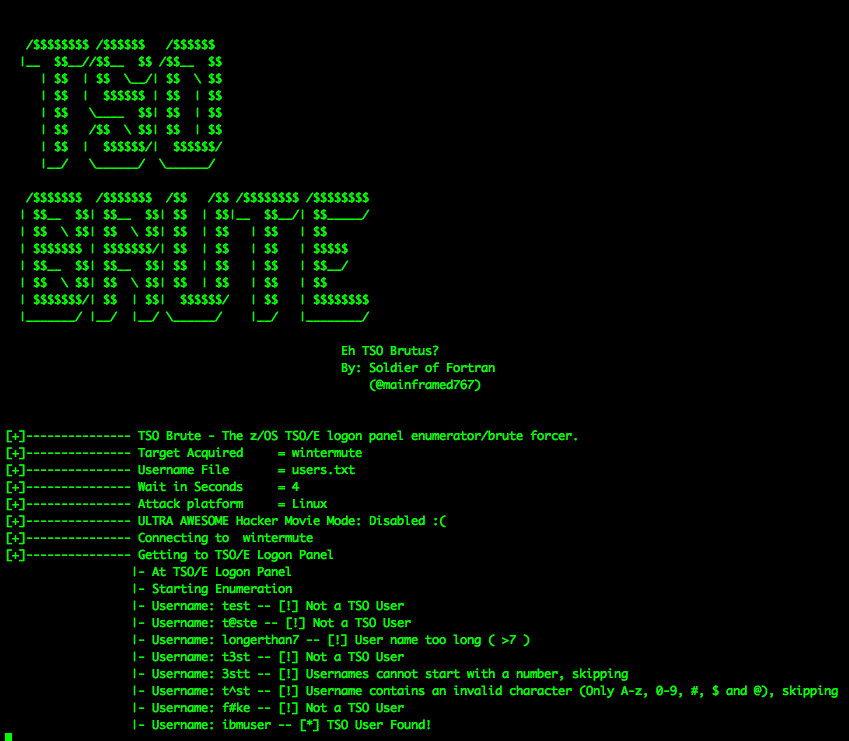 /$$$$$$$$ /$$$$$$   /$$$$$$
|__  $$__//$$__  $$ /$$__  $$
   | $$  | $$  \__/| $$  \ $$
   | $$  |  $$$$$$ | $$  | $$
   | $$   \____  $$| $$  | $$
   | $$   /$$  \ $$| $$  | $$
   | $$  |  $$$$$$/|  $$$$$$/
   |__/   \______/  \______/
 /$$$$$$$  /$$$$$$$  /$$   /$$ /$$$$$$$$ /$$$$$$$$
| $$__  $$| $$__  $$| $$  | $$|__  $$__/| $$_____/
| $$  \ $$| $$  \ $$| $$  | $$   | $$   | $$
| $$$$$$$ | $$$$$$$/| $$  | $$   | $$   | $$$$$
| $$__  $$| $$__  $$| $$  | $$   | $$   | $$__/
| $$  \ $$| $$  \ $$| $$  | $$   | $$   | $$
| $$$$$$$/| $$  | $$|  $$$$$$/   | $$   | $$$$$$$$
|_______/ |__/  |__/ \______/    |__/   |________/
Eh TSO Brutus?
By: Soldier of Fortran
(@mainframed767)
[+]--------------- TSO Brute - The z/OS TSO/E logon panel enumerator/brute forcer.
[+]--------------- Target Acquired     = wintermute
[+]--------------- Username File       = users.txt
[+]--------------- Wait in Seconds     = 4
[+]--------------- Attack platform     = Linux
[+]--------------- ULTRA AWESOME Hacker Movie Mode: Disabled :(
[+]--------------- Connecting to  wintermute
[+]--------------- Getting to TSO/E Logon Panel
|- At TSO/E Logon Panel
|- Starting Enumeration
|- Username: test -- [!] Not a TSO User
|- Username: t@ste -- [!] Not a TSO User
|- Username: longerthan7 -- [!] User name too long ( >7 )
|- Username: t3st -- [!] Not a TSO User
|- Username: 3stt -- [!] Usernames cannot start with a number, skipping
|- Username: t^st -- [!] Username contains an invalid character (Only A-z, 0-9, #, $ and @), skipping
|- Username: f#ke -- [!] Not a TSO User
|- Username: ibmuser -- [*] TSO User Found!